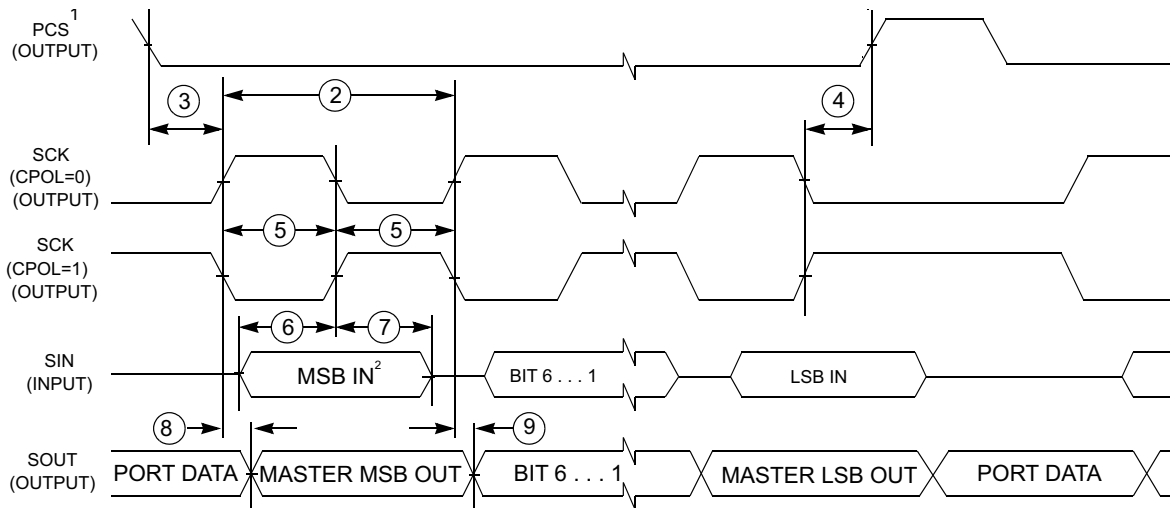 PCS 1
(OUTPUT)
3
2
4
SCK
(CPOL=0)
(OUTPUT)
5
5
SCK
(CPOL=1)
(OUTPUT)
6
7
SIN
(INPUT)
MSB IN2
BIT 6 . . . 1
LSB IN
8
9
SOUT
(OUTPUT)
PORT DATA
MASTER MSB OUT
BIT 6 . . . 1
MASTER LSB OUT
PORT DATA